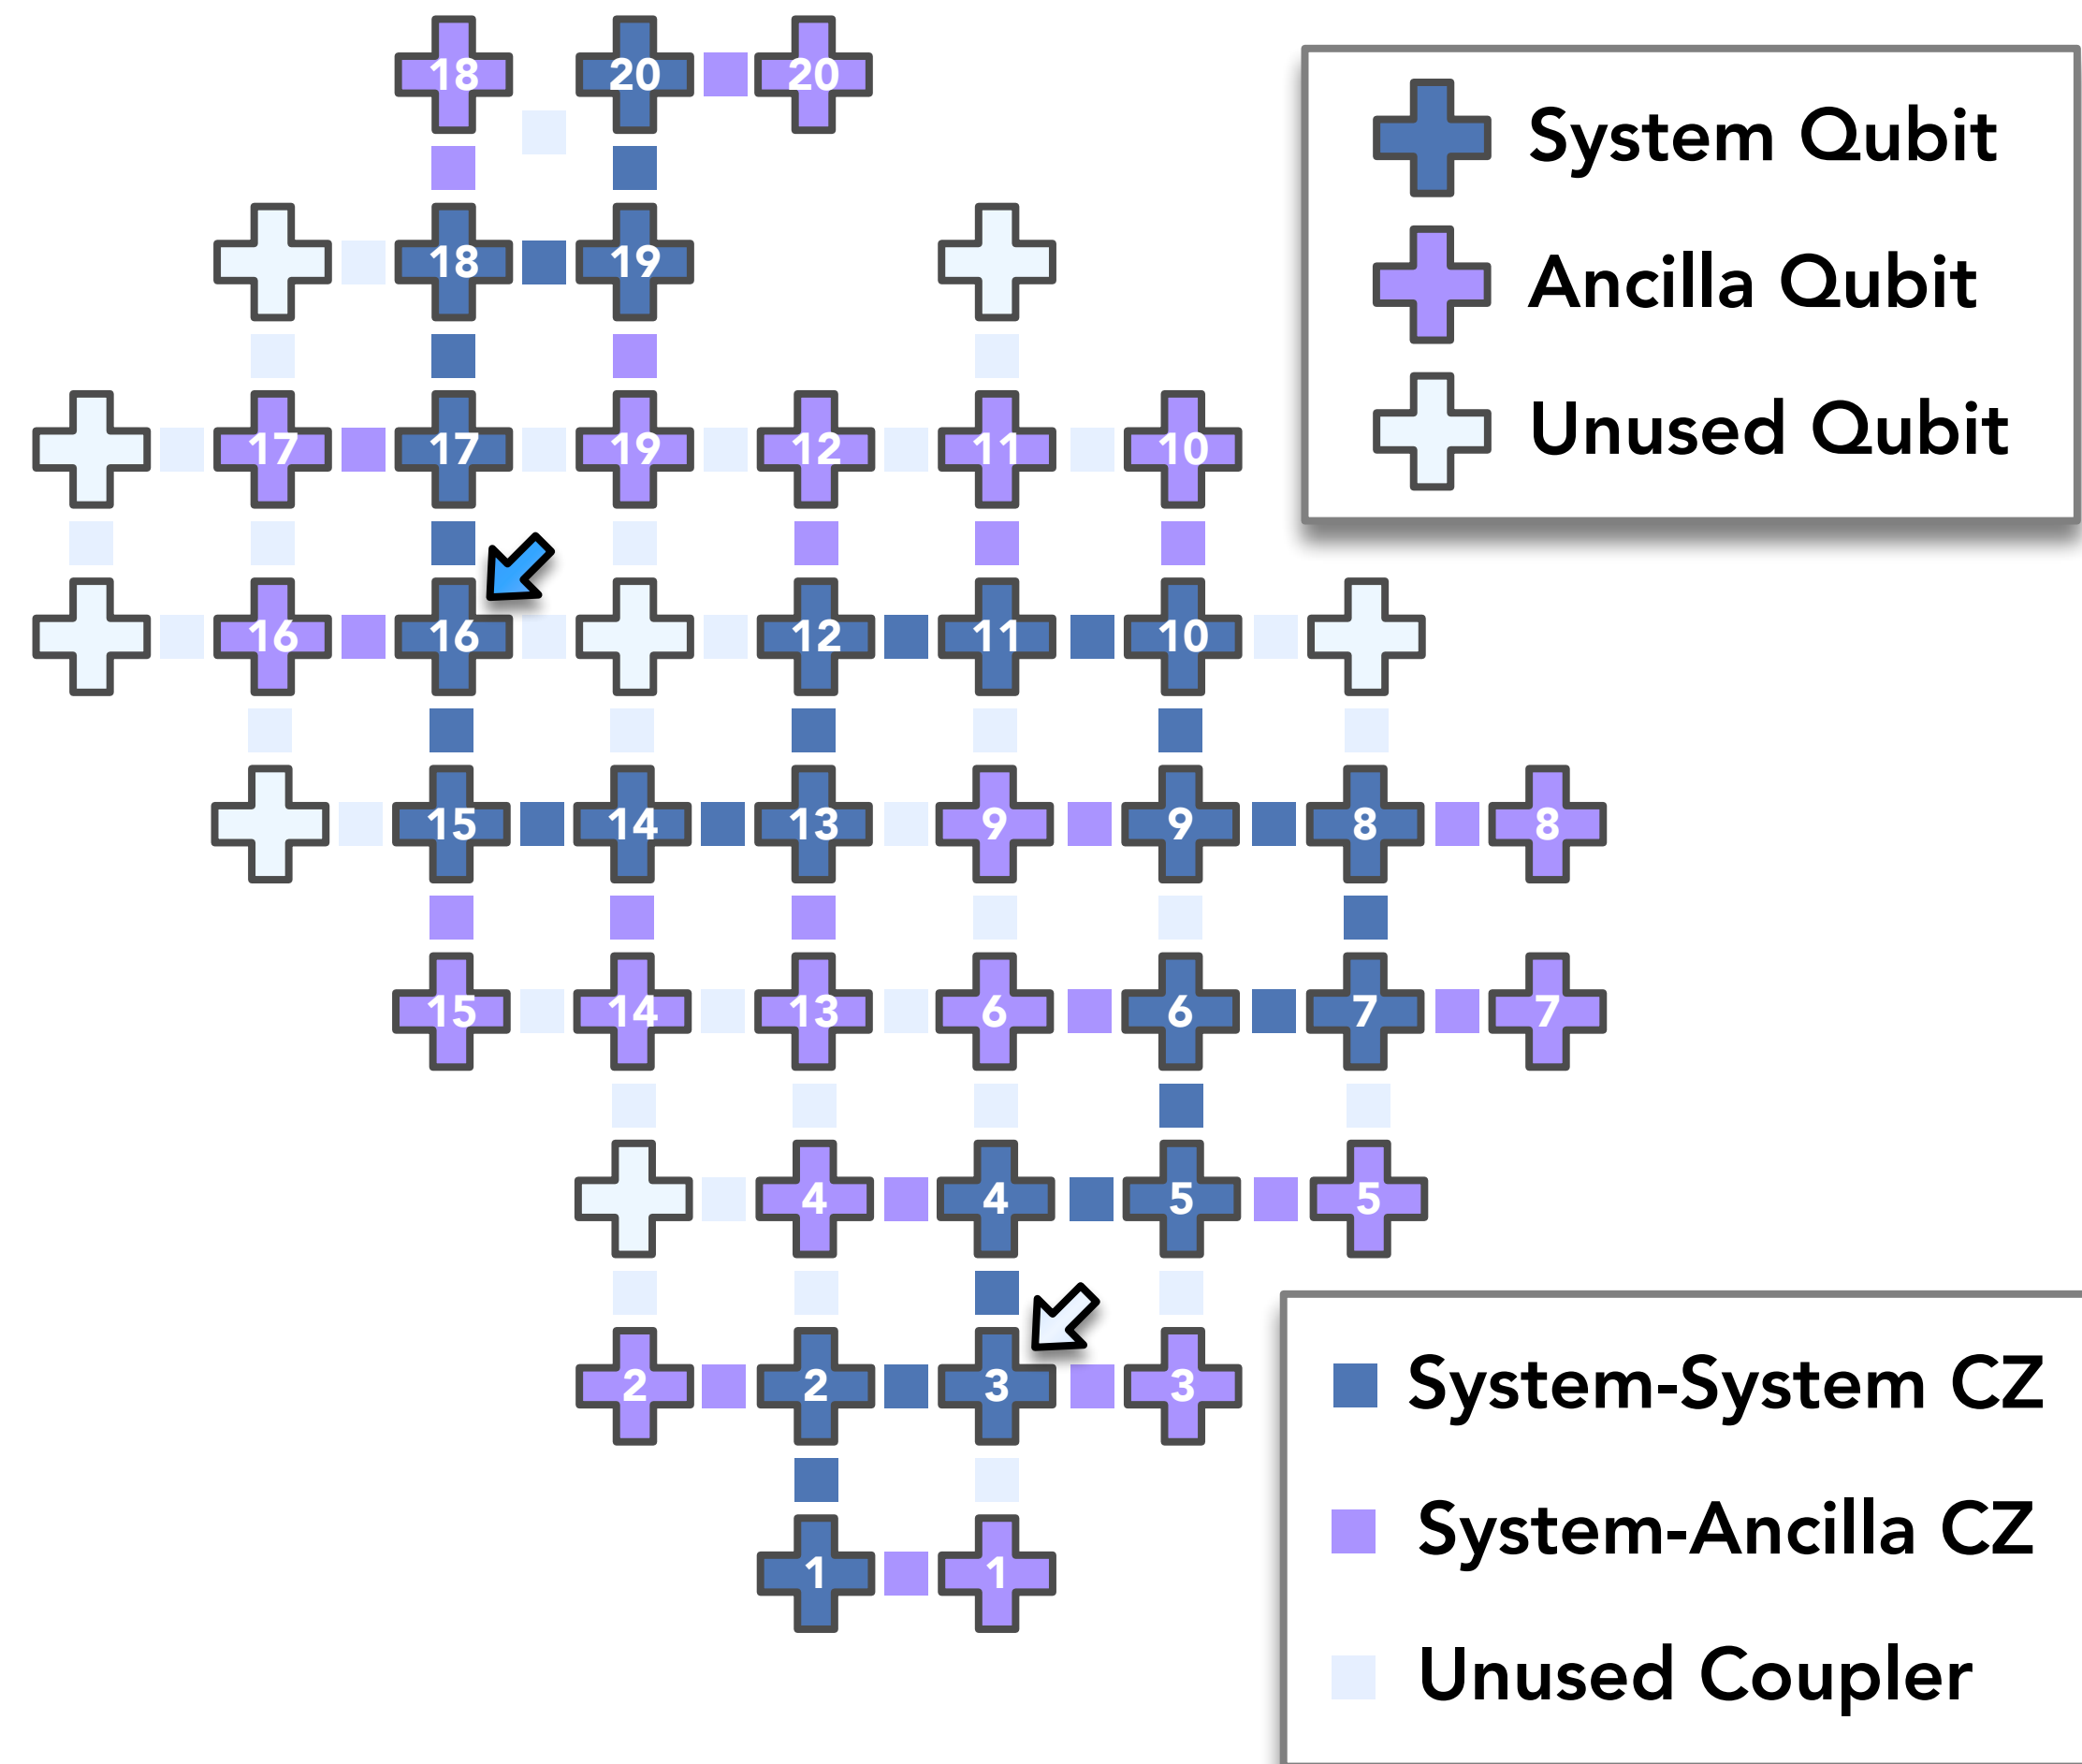 18 20 20
18 19
17 17 19 12 11 10
16 16 12 11 10
15 14 13 9 9 8 8
15 14 13 6 6 7 7
4 4 5 5
2 2 3 3
1 1
System Qubit
Ancilla Qubit
Unused Qubit
System-System CZ
System-Ancilla CZ
Unused Coupler